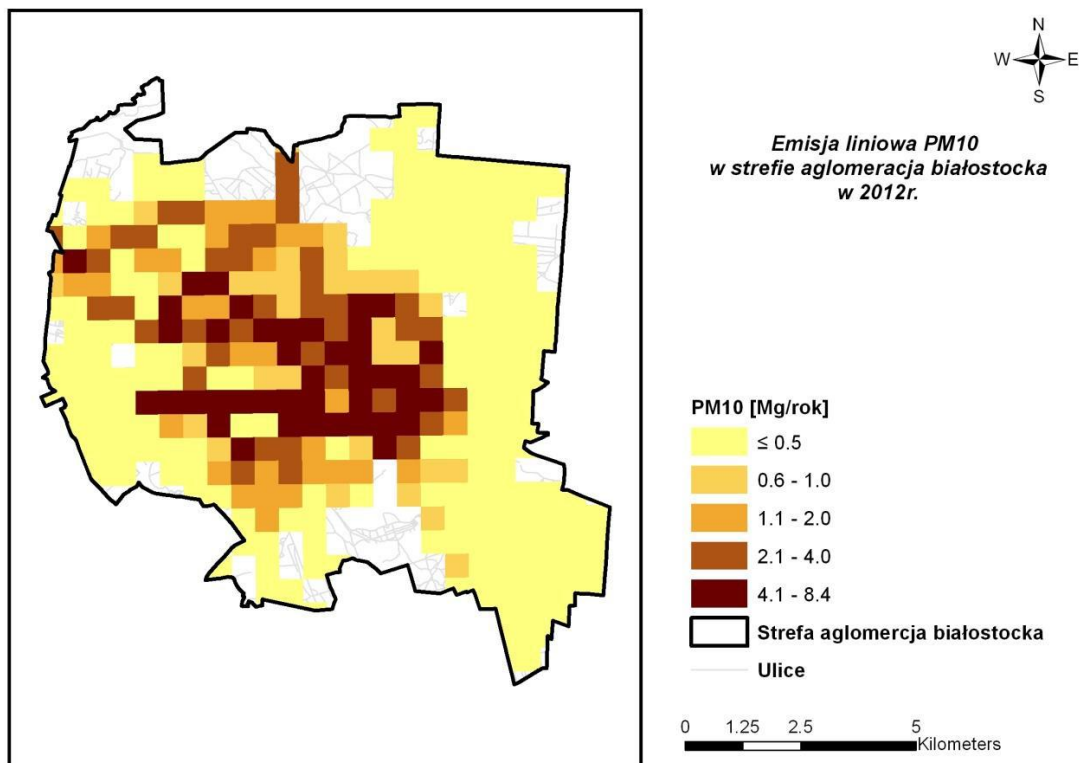 N
W E
S
Emisja liniowa PM10
w strefie aglomeracja białostocka
w 2012r.
PM10 [Mg/rok]
≤ 0.5
0.6 - 1.0
1.1 - 2.0
2.1 - 4.0
4.1 - 8.4
Strefa aglomercja białostocka
Ulice
0 1.25 2.5 5
Kilometers